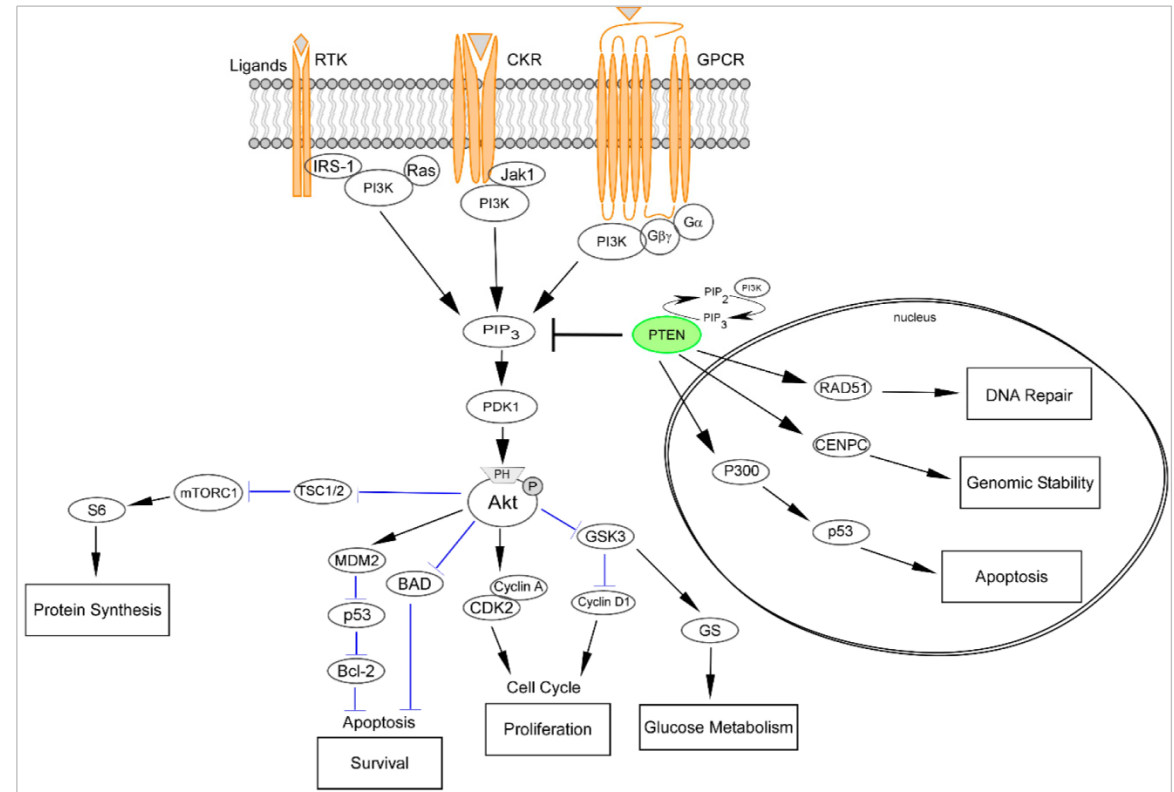 Ligands
RTK
CKR
GPCR
IRS-1
PI3K
Ras
Jak1
PI3K
PI3K
Gβγ
Gα
PIP3
PTEN
PIP2
PI3K
PIP3
nucleus
RAD51
DNA Repair
CENPC
Genomic Stability
P300
p53
Apoptosis
PDK1
PH
P
Akt
TSC1/2
mTORC1
S6
Protein Synthesis
MDM2
p53
Bcl-2
BAD
Apoptosis
Survival
Cyclin A
CDK2
GSK3
Cyclin D1
Cell Cycle
Proliferation
GS
Glucose Metabolism